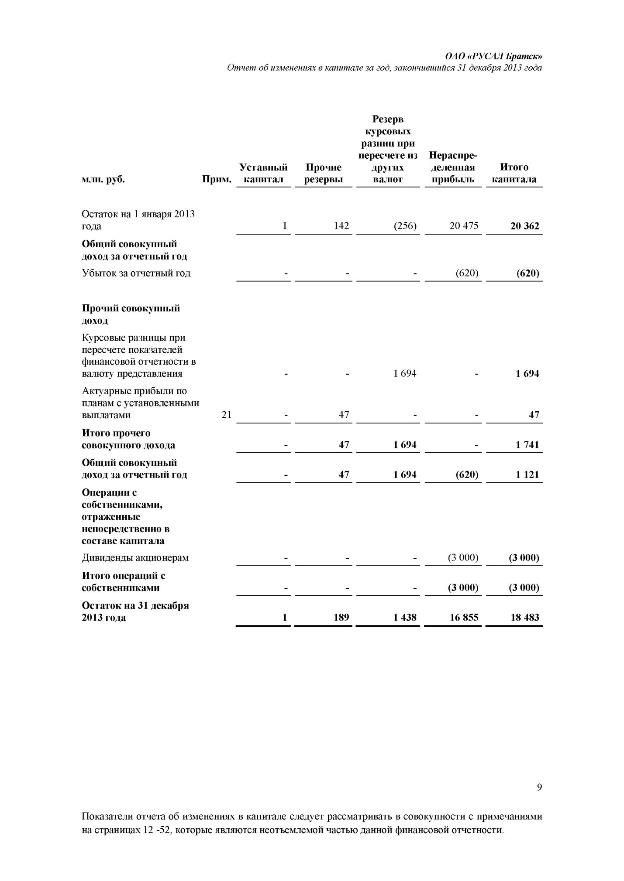 ОАО «РУСАЛ Братск»
Отчет об изменениях в капитале за год, закончившийся 31 декабря 2013 года
млн. руб. Прим. Уставный капитал Прочие резервы Резерв курсовых разниц при пересчете из других валют Нераспре-деленная прибыль Итого капитала
Остаток на 1 января 2013
года 1 142 (256) 20 475 20 362
Общий совокупный
доход за отчетный год
Убыток за отчетный год - - - (620) (620)
Прочий совокупный
доход
Курсовые разницы при
пересчете показателей
финансовой отчетности в
валюту представления - - 1 694 - 1 694
Актуарные прибыли по
планам с установленными
выплатами 21 - 47 - - 47
Итого прочего
совокупного дохода - 47 1 694 - 1 741
Общий совокупный
доход за отчетный год - 47 1 694 (620) 1 121
Операции с
собственниками,
отраженные
непосредственно в
составе капитала
Дивиденды акционерам - - - (3 000) (3 000)
Итого операций с
собственниками - - - (3 000) (3 000)
Остаток на 31 декабря
2013 года 1 189 1 438 16 855 18 483
9
Показатели отчета об изменениях в капитале следует рассматривать в совокупности с примечаниями
на страницах 12 -52, которые являются неотъемлемой частью данной финансовой отчетности.